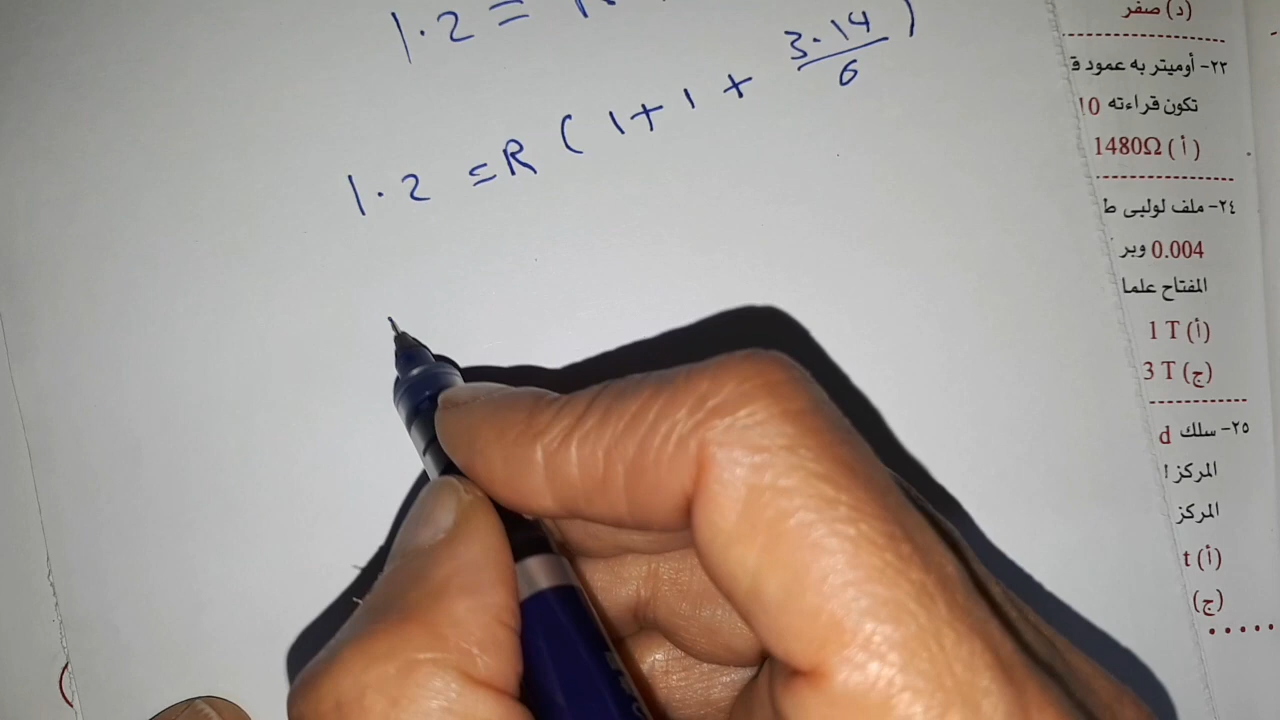 1.2 =
1.2 = R ( 1 + 1 + 3.14/6 )
(د) صفر
٢٣- أوميتر به عمود
تكون قراءته 10
(أ) 1480Ω
٢٤- ملف لولبى
0.004 وبر
المفتاح علما
(أ) 1 T
(ج) 3 T
٢٥- سلك d
المركز
المركز
(أ) t
(ج)